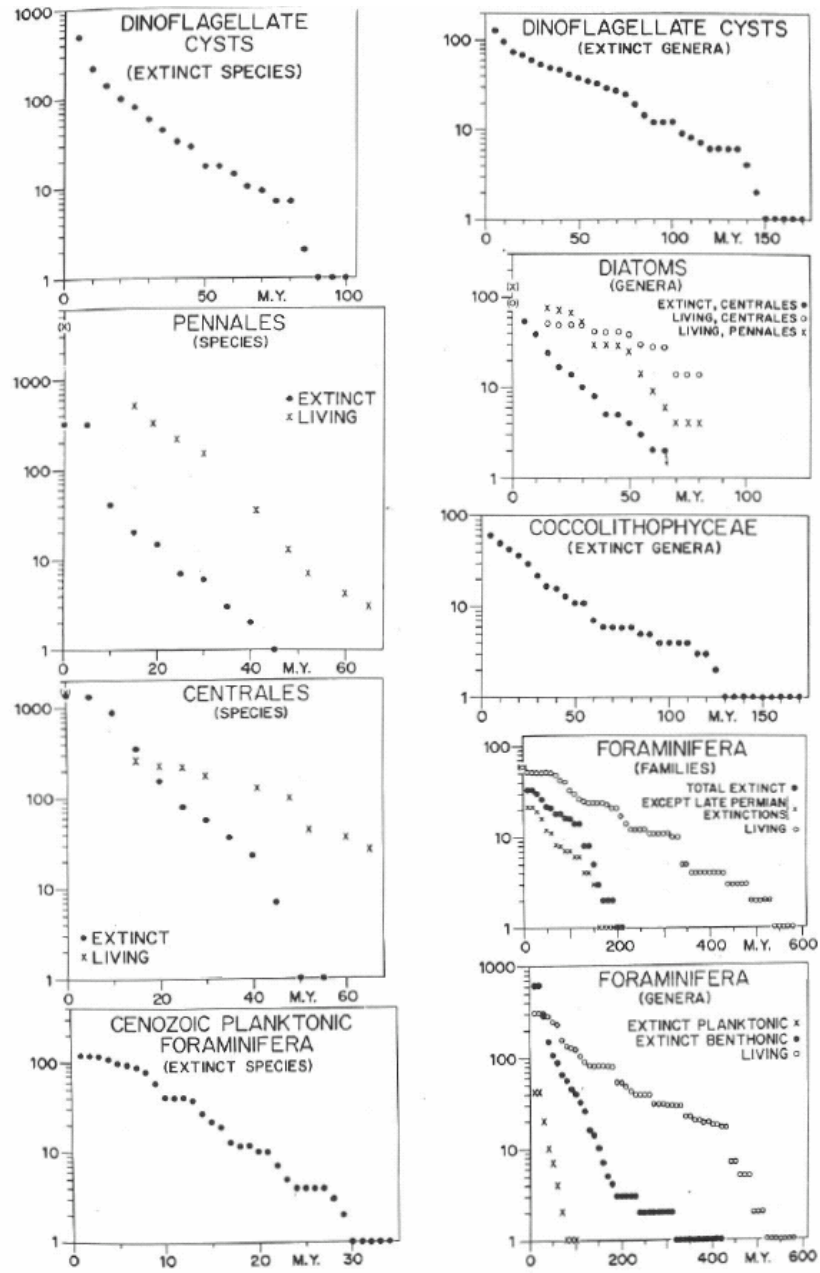 1000
DINOFLAGELLATE
CYSTS
(EXTINCT SPECIES)
100
10
1
0 50 M.Y. 100
(X)
PENNALES
(SPECIES)
1000
EXTINCT
X LIVING
100
10
1
0 20 40 M.Y. 60
CENTRALES
(SPECIES)
1000
100
10
EXTINCT
X LIVING
1
0 20 40 M.Y. 60
CENOZOIC PLANKTONIC
FORAMINIFERA
(EXTINCT SPECIES)
100
10
1
0 10 20 M.Y. 30
DINOFLAGELLATE CYSTS
(EXTINCT GENERA)
100
10
1
0 50 100 M.Y. 150
DIATOMS
(GENERA)
EXTINCT, CENTRALES
LIVING, CENTRALES o
LIVING, PENNALES x
100
10
1
0 50 M.Y. 100
COCCOLITHOPHYCEAE
(EXTINCT GENERA)
100
10
1
0 50 100 M.Y. 150
FORAMINIFERA
(FAMILIES)
TOTAL EXTINCT
EXCEPT LATE PERMIAN
EXTINCTIONS x
LIVING o
100
10
1
0 200 400 M.Y. 600
FORAMINIFERA
(GENERA)
EXTINCT PLANKTONIC x
EXTINCT BENTHONIC
LIVING o
1000
100
10
1
0 200 400 M.Y. 600